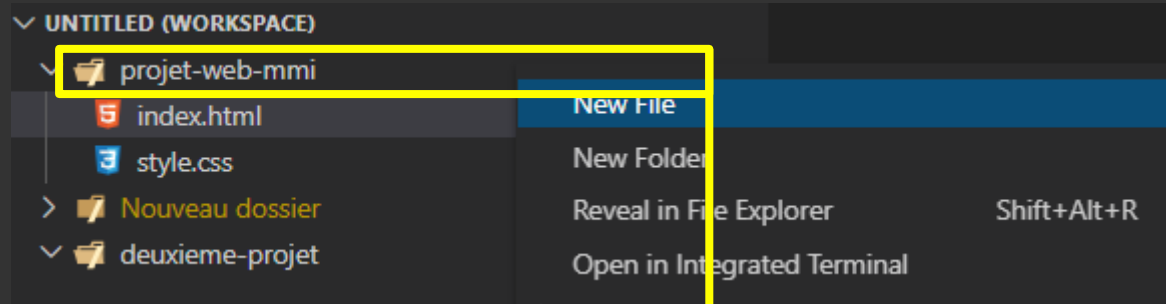 UNTITLED (WORKSPACE)
projet-web-mmi
index.html
style.css
Nouveau dossier
deuxieme-projet
New File
New Folder
Reveal in File Explorer Shift+Alt+R
Open in Integrated Terminal